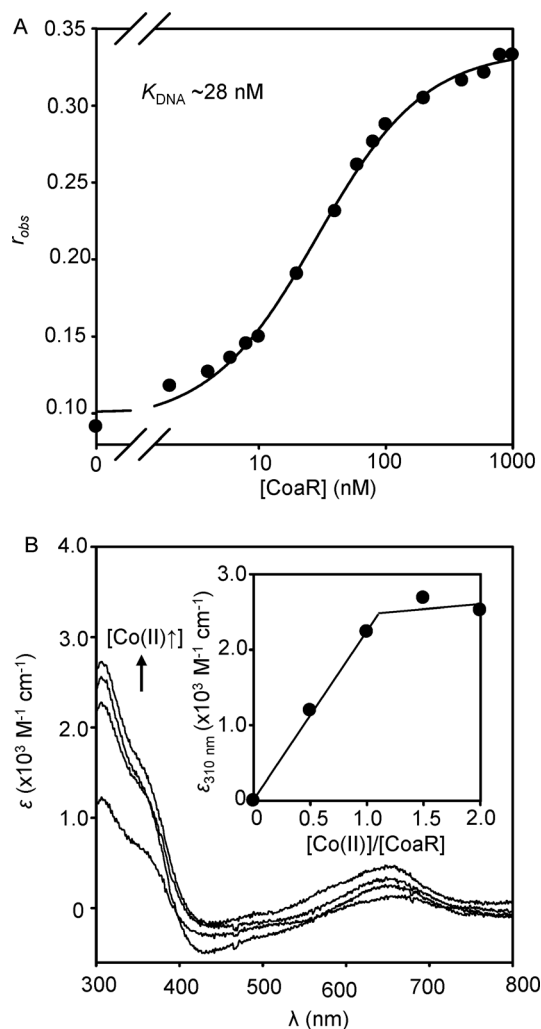 A
0.35
0.30
0.25
0.20
0.15
0.10
r_obs
K_DNA ~28 nM
0 10 100 1000
[CoaR] (nM)
B
4.0
3.0
2.0
1.0
0
ε (x10³ M⁻¹ cm⁻¹)
[Co(II)↑]
3.0
2.0
1.0
0
ε₃₁₀ ₙₘ (x10³ M⁻¹ cm⁻¹)
0 0.5 1.0 1.5 2.0
[Co(II)]/[CoaR]
300 400 500 600 700 800
λ (nm)